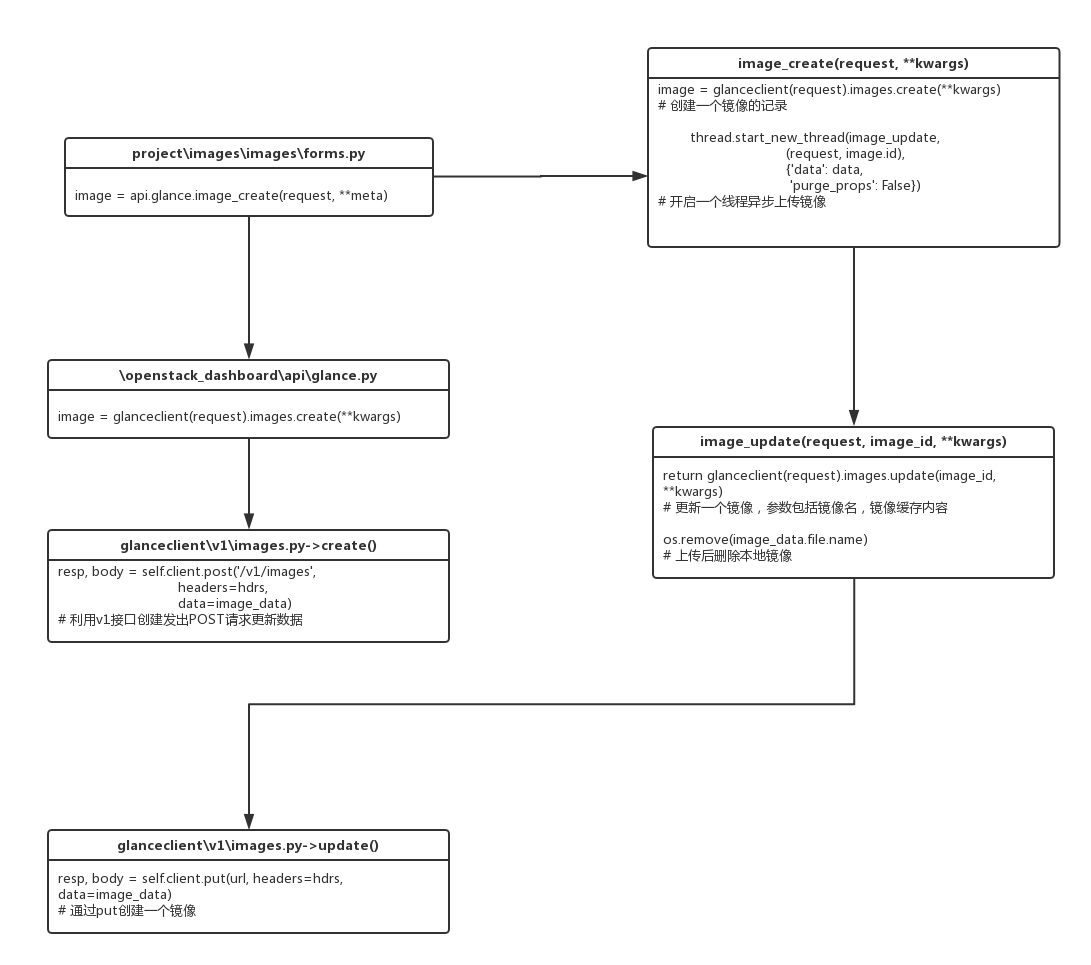 image_create(request, **kwargs)
image = glanceclient(request).images.create(**kwargs)
# 创建一个镜像的记录
thread.start_new_thread(image_update,
(request, image.id),
{'data': data,
'purge_props': False})
# 开启一个线程异步上传镜像
project\images\images\forms.py
image = api.glance.image_create(request, **meta)
\openstack_dashboard\api\glance.py
image = glanceclient(request).images.create(**kwargs)
image_update(request, image_id, **kwargs)
return glanceclient(request).images.update(image_id,
**kwargs)
# 更新一个镜像，参数包括镜像名，镜像缓存内容
os.remove(image_data.file.name)
# 上传后删除本地镜像
glanceclient\v1\images.py->create()
resp, body = self.client.post('/v1/images',
headers=hdrs,
data=image_data)
# 利用v1接口创建发出POST请求更新数据
glanceclient\v1\images.py->update()
resp, body = self.client.put(url, headers=hdrs,
data=image_data)
# 通过put创建一个镜像